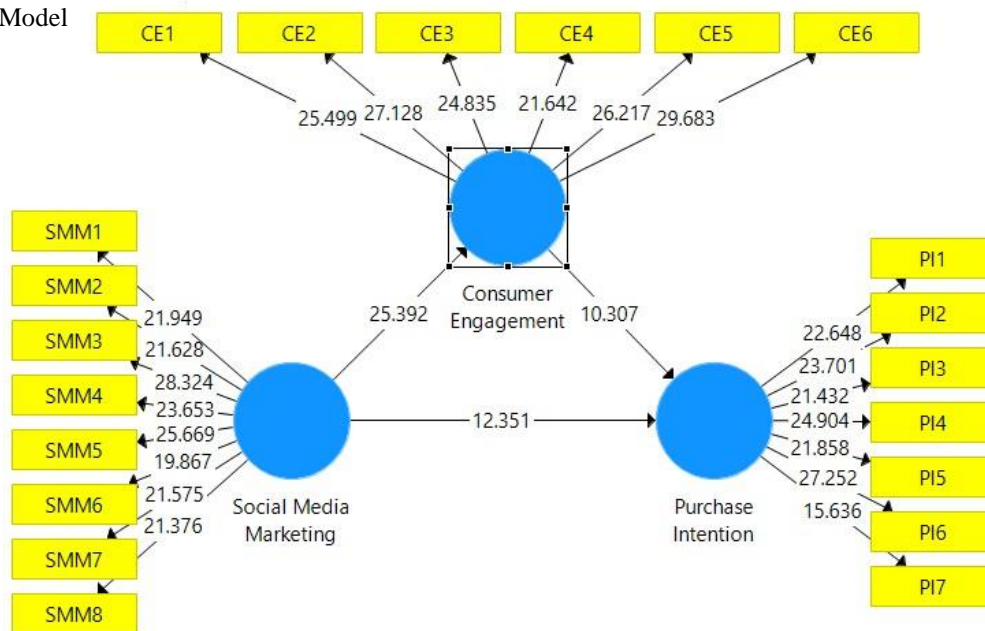 Model
CE1 CE2 CE3 CE4 CE5 CE6
25.499 27.128 24.835 21.642 26.217 29.683
SMM1
SMM2
SMM3
SMM4
SMM5
SMM6
SMM7
SMM8
21.949
21.628
28.324
23.653
25.669
19.867
21.575
21.376
Social Media
Marketing
25.392
Consumer
Engagement
10.307
12.351
Purchase
Intention
22.648
23.701
21.432
24.904
21.858
27.252
15.636
PI1
PI2
PI3
PI4
PI5
PI6
PI7